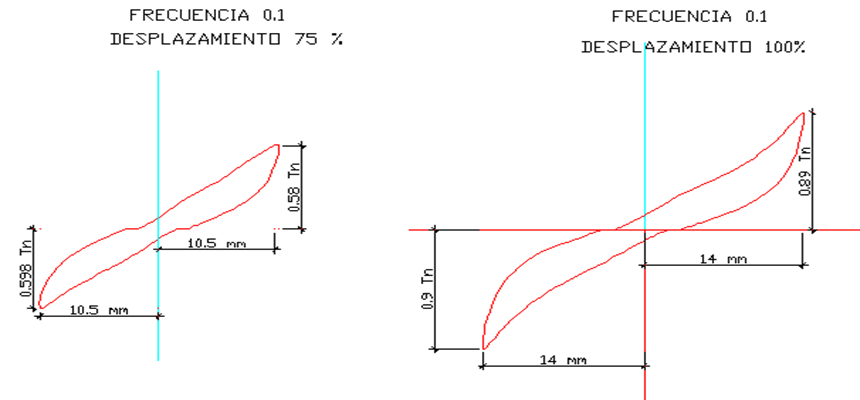 FRECUENCIA 0.1
DESPLAZAMIENTO 75 %
0.58 Tn
10.5 mm
0.598 Tn
10.5 mm
FRECUENCIA 0.1
DESPLAZAMIENTO 100%
0.89 Tn
14 mm
0.9 Tn
14 mm